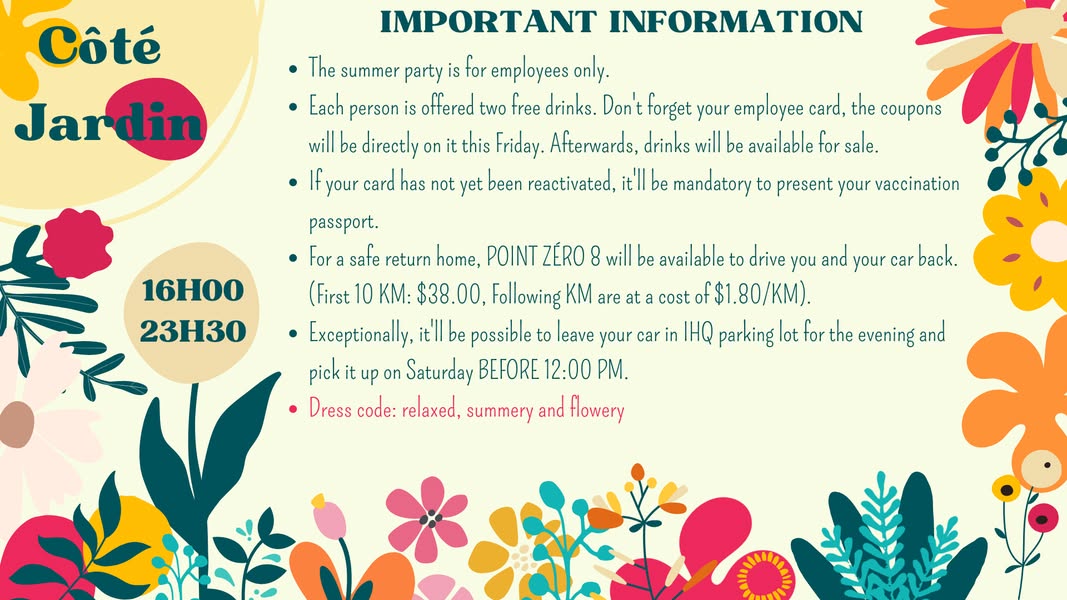 Côté
Jardin
16H00
23H30
IMPORTANT INFORMATION
• The summer party is for employees only.
• Each person is offered two free drinks. Don't forget your employee card, the coupons
will be directly on it this Friday. Afterwards, drinks will be available for sale.
• If your card has not yet been reactivated, it'll be mandatory to present your vaccination
passport.
• For a safe return home, POINT ZÉRO 8 will be available to drive you and your car back.
(First 10 KM: $38.00, Following KM are at a cost of $1.80/KM).
• Exceptionally, it'll be possible to leave your car in IHQ parking lot for the evening and
pick it up on Saturday BEFORE 12:00 PM.
• Dress code: relaxed, summery and flowery